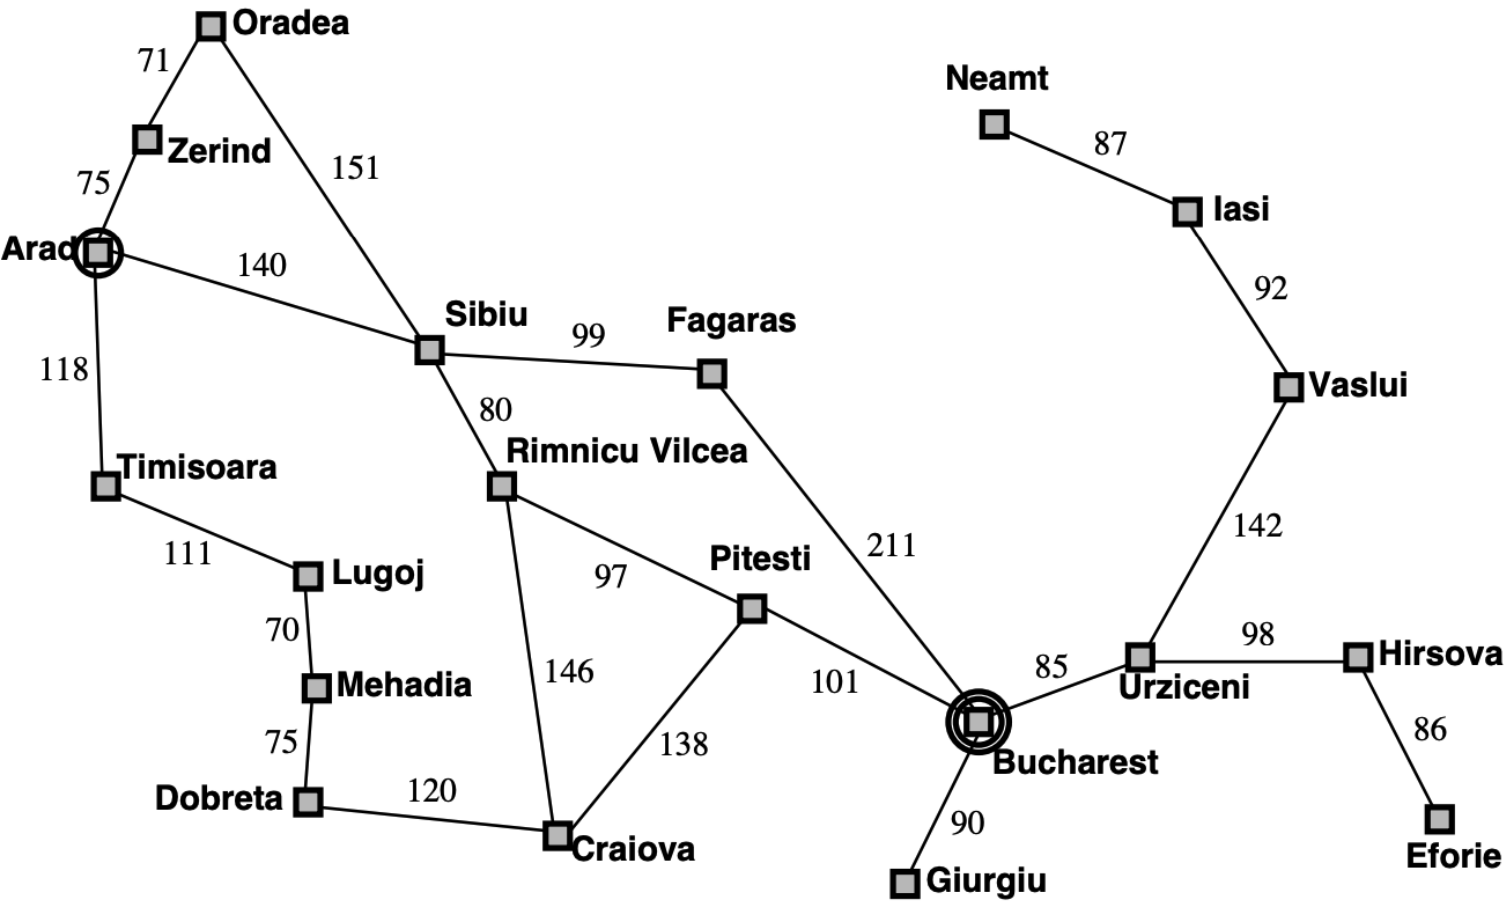 Oradea
71
Neamt
87
Zerind
151
75
Iasi
Arad
140
92
Sibiu
99
Fagaras
118
Vaslui
80
Rimnicu Vilcea
Timisoara
142
211
111
Pitesti
Lugoj
97
70
98
Hirsova
85
146
101
Mehadia
Urziceni
86
75
138
Bucharest
Dobreta
120
90
Craiova
Eforie
Giurgiu